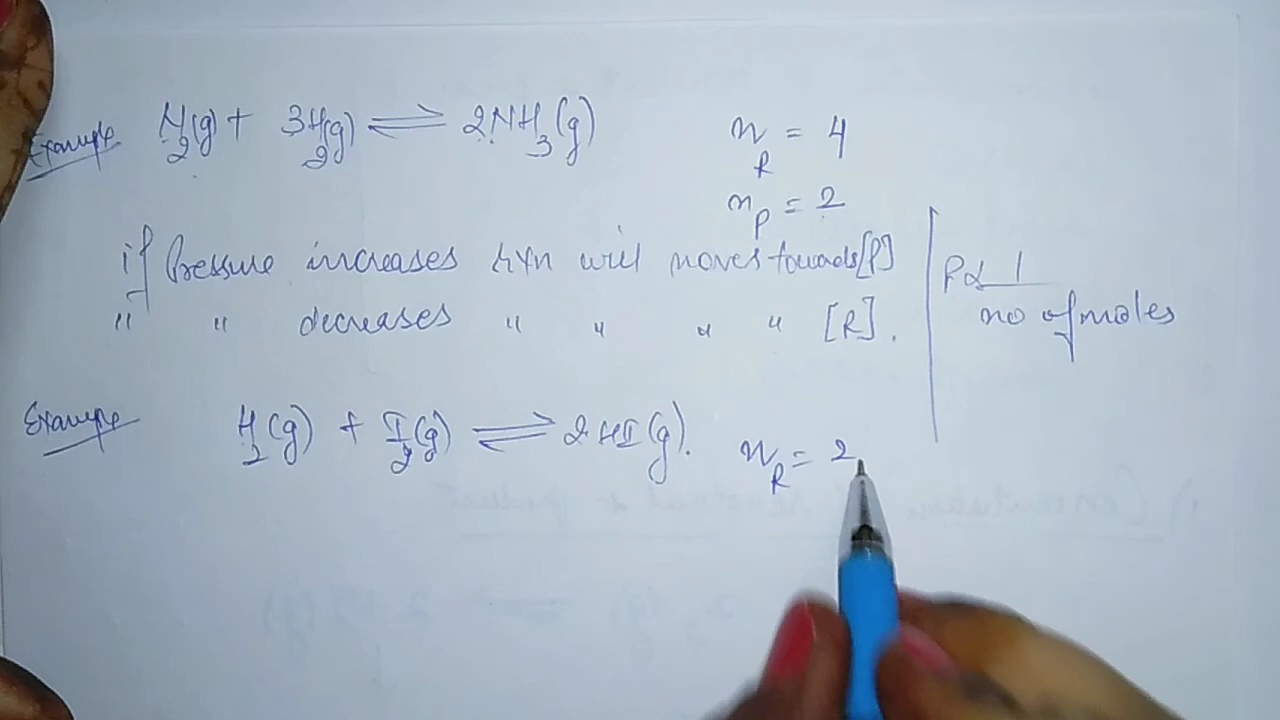 Example N2(g) + 3H2(g) ⇌ 2NH3(g)
nR = 4
nP = 2
if Pressure increases rxn will moves towards [P]
" " decreases " " " " [R].
P α 1 / no of moles
Example H2(g) + I2(g) ⇌ 2HI(g).
nR = 2